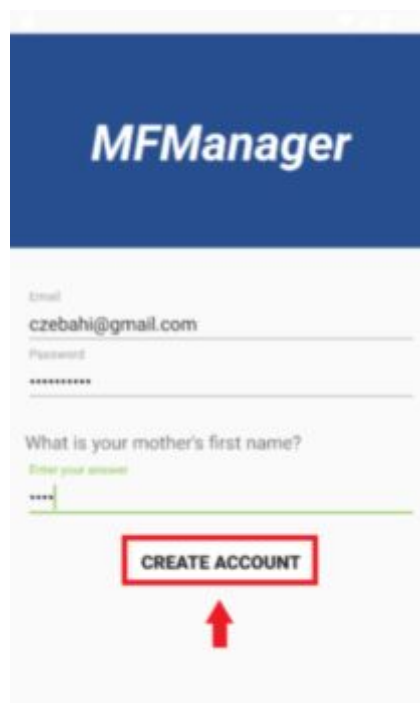 MFManager
Email
czebahi@gmail.com
Password
••••••••••
What is your mother's first name?
Enter your answer
••••
CREATE ACCOUNT